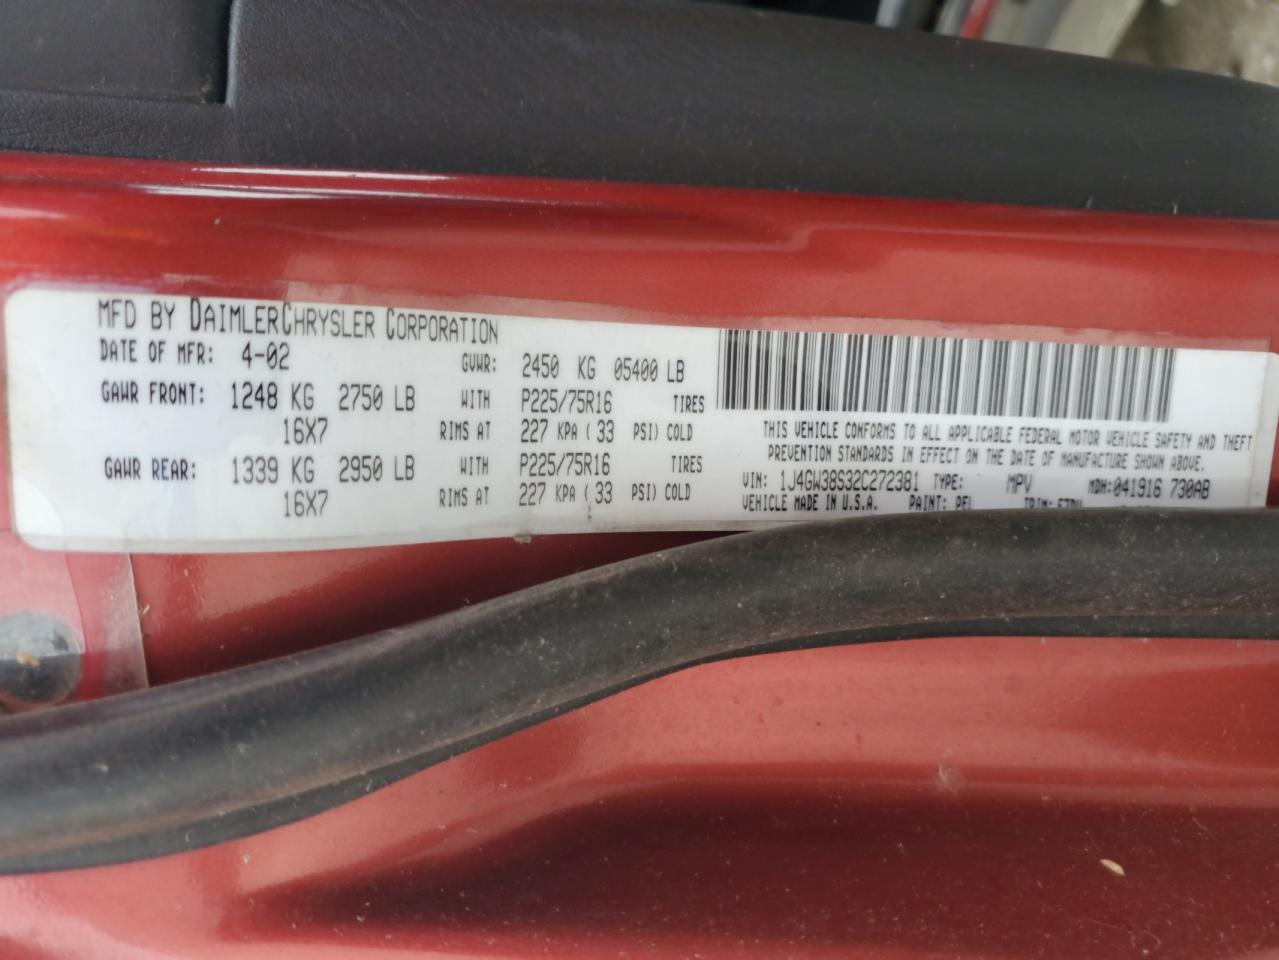 MFD BY DAIMLERCHRYSLER CORPORATION
DATE OF MFR: 4-02 GVWR: 2450 KG 05400 LB
GAWR FRONT: 1248 KG 2750 LB WITH P225/75R16 TIRES
16X7 RIMS AT 227 KPA ( 33 PSI) COLD
GAWR REAR: 1339 KG 2950 LB WITH P225/75R16 TIRES
16X7 RIMS AT 227 KPA ( 33 PSI) COLD
THIS VEHICLE CONFORMS TO ALL APPLICABLE FEDERAL MOTOR VEHICLE SAFETY AND THEFT
PREVENTION STANDARDS IN EFFECT ON THE DATE OF MANUFACTURE SHOWN ABOVE.
VIN: 1J4GW38S32C272381 TYPE: MPV MDH: 041916 730AB
VEHICLE MADE IN U.S.A. PAINT: PEL TRIM: